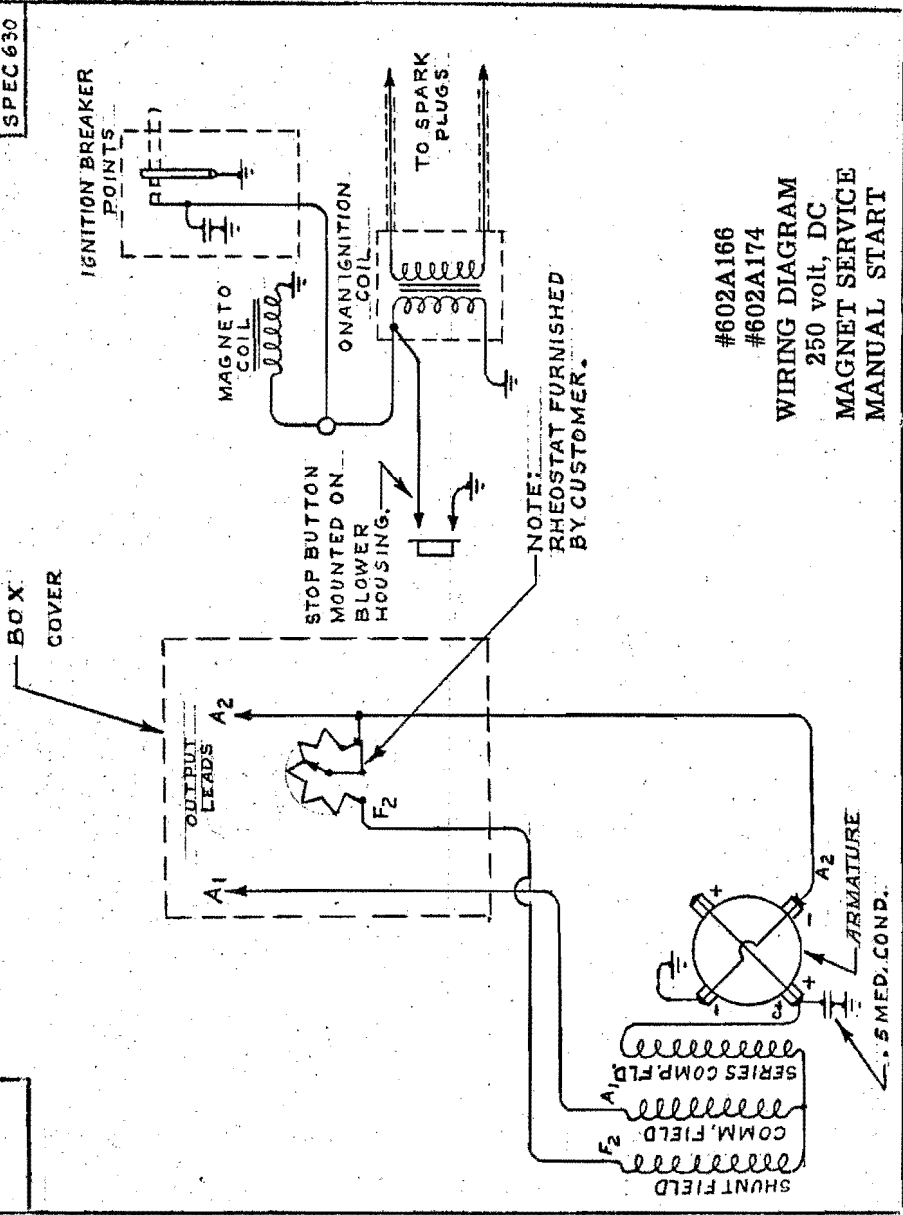 SPEC 630
IGNITION BREAKER
POINTS
MAGNETO
COIL
ONAN IGNITION
COIL
TO SPARK
PLUGS
BOX
COVER
STOP BUTTON
MOUNTED ON
BLOWER
HOUSING.
NOTE:
RHEOSTAT FURNISHED
BY CUSTOMER.
OUTPUT
LEADS
A1
A2
F2
#602A166
#602A174
WIRING DIAGRAM
250 volt, DC
MAGNET SERVICE
MANUAL START
A2
ARMATURE
.5 MFD. COND.
+
-
-
+
A1
F2
SERIES COMP. FLD
COMM. FIELD
SHUNT FIELD